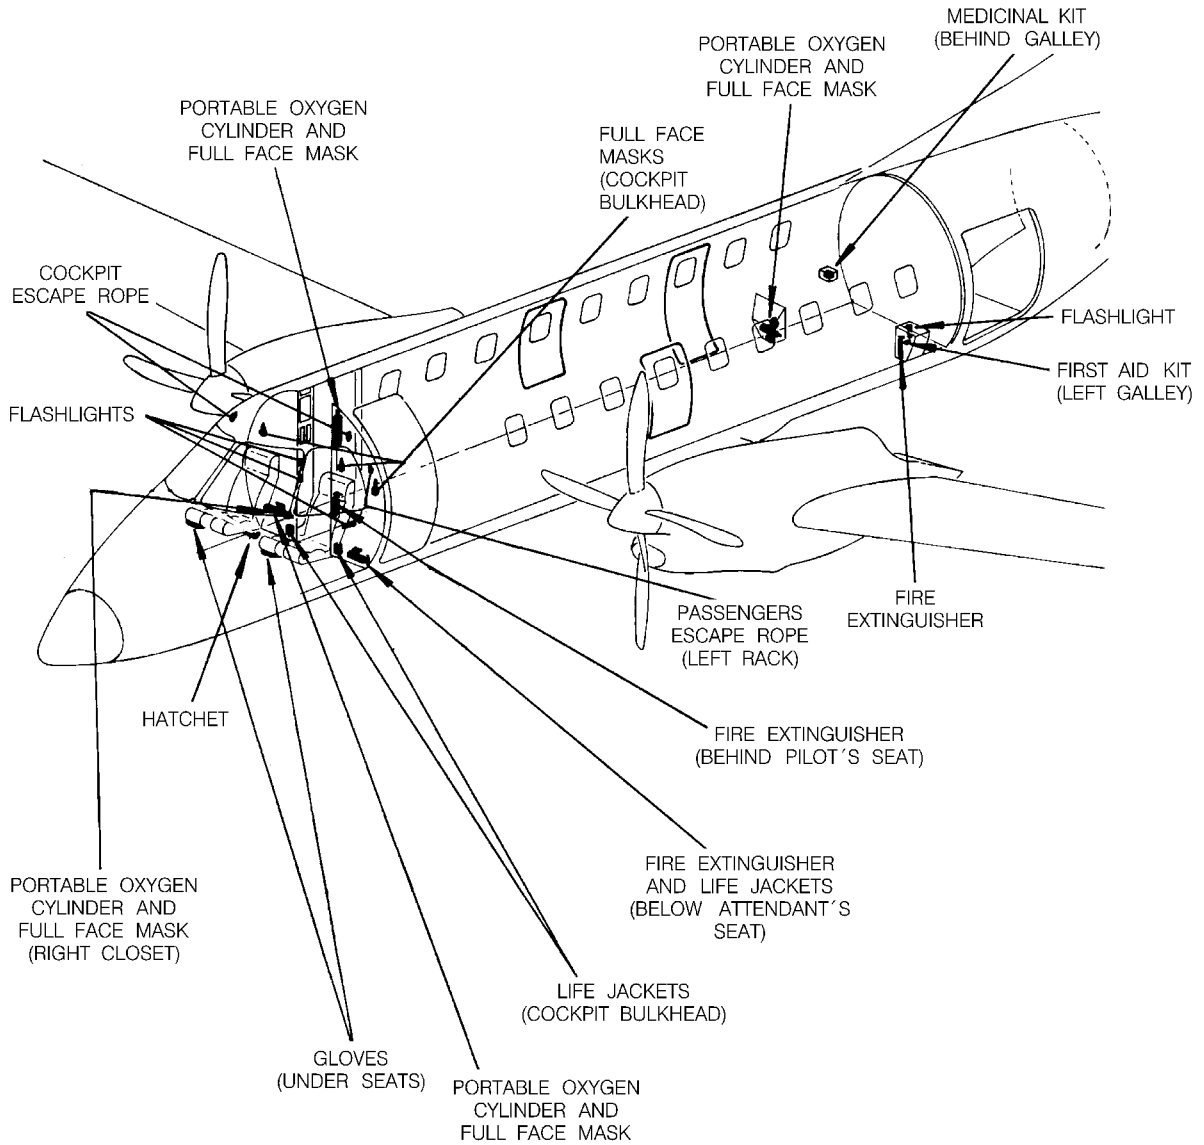 MEDICINAL KIT
(BEHIND GALLEY)
PORTABLE OXYGEN
CYLINDER AND
FULL FACE MASK
PORTABLE OXYGEN
CYLINDER AND
FULL FACE MASK
FULL FACE
MASKS
(COCKPIT
BULKHEAD)
COCKPIT
ESCAPE ROPE
FLASHLIGHT
FIRST AID KIT
(LEFT GALLEY)
FLASHLIGHTS
FIRE
EXTINGUISHER
PASSENGERS
ESCAPE ROPE
(LEFT RACK)
HATCHET
FIRE EXTINGUISHER
(BEHIND PILOT´S SEAT)
FIRE EXTINGUISHER
AND LIFE JACKETS
(BELOW ATTENDANT´S
SEAT)
PORTABLE OXYGEN
CYLINDER AND
FULL FACE MASK
(RIGHT CLOSET)
LIFE JACKETS
(COCKPIT BULKHEAD)
GLOVES
(UNDER SEATS)
PORTABLE OXYGEN
CYLINDER AND
FULL FACE MASK